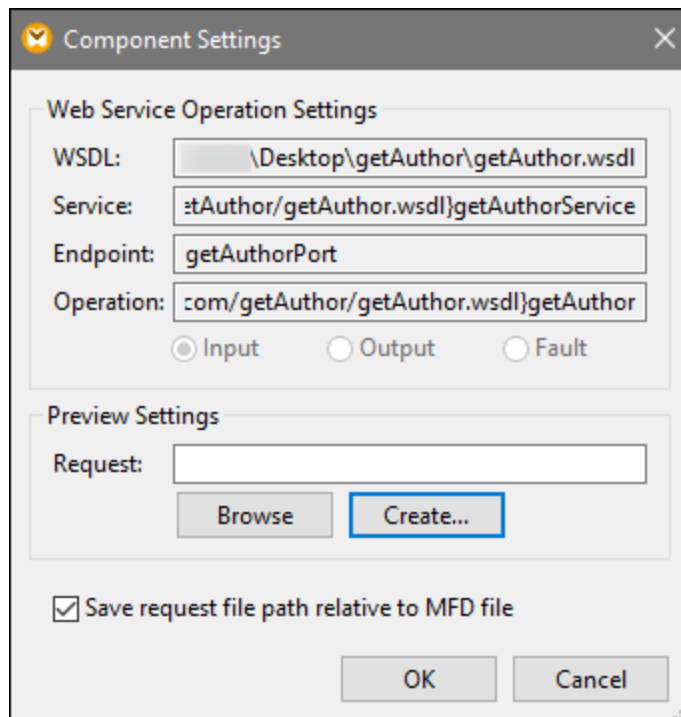 Component Settings
Web Service Operation Settings
WSDL: \Desktop\getAuthor\getAuthor.wsdl
Service: etAuthor/getAuthor.wsdl}getAuthorService
Endpoint: getAuthorPort
Operation: com/getAuthor/getAuthor.wsdl}getAuthor
Input Output Fault
Preview Settings
Request:
Browse Create...
Save request file path relative to MFD file
OK Cancel